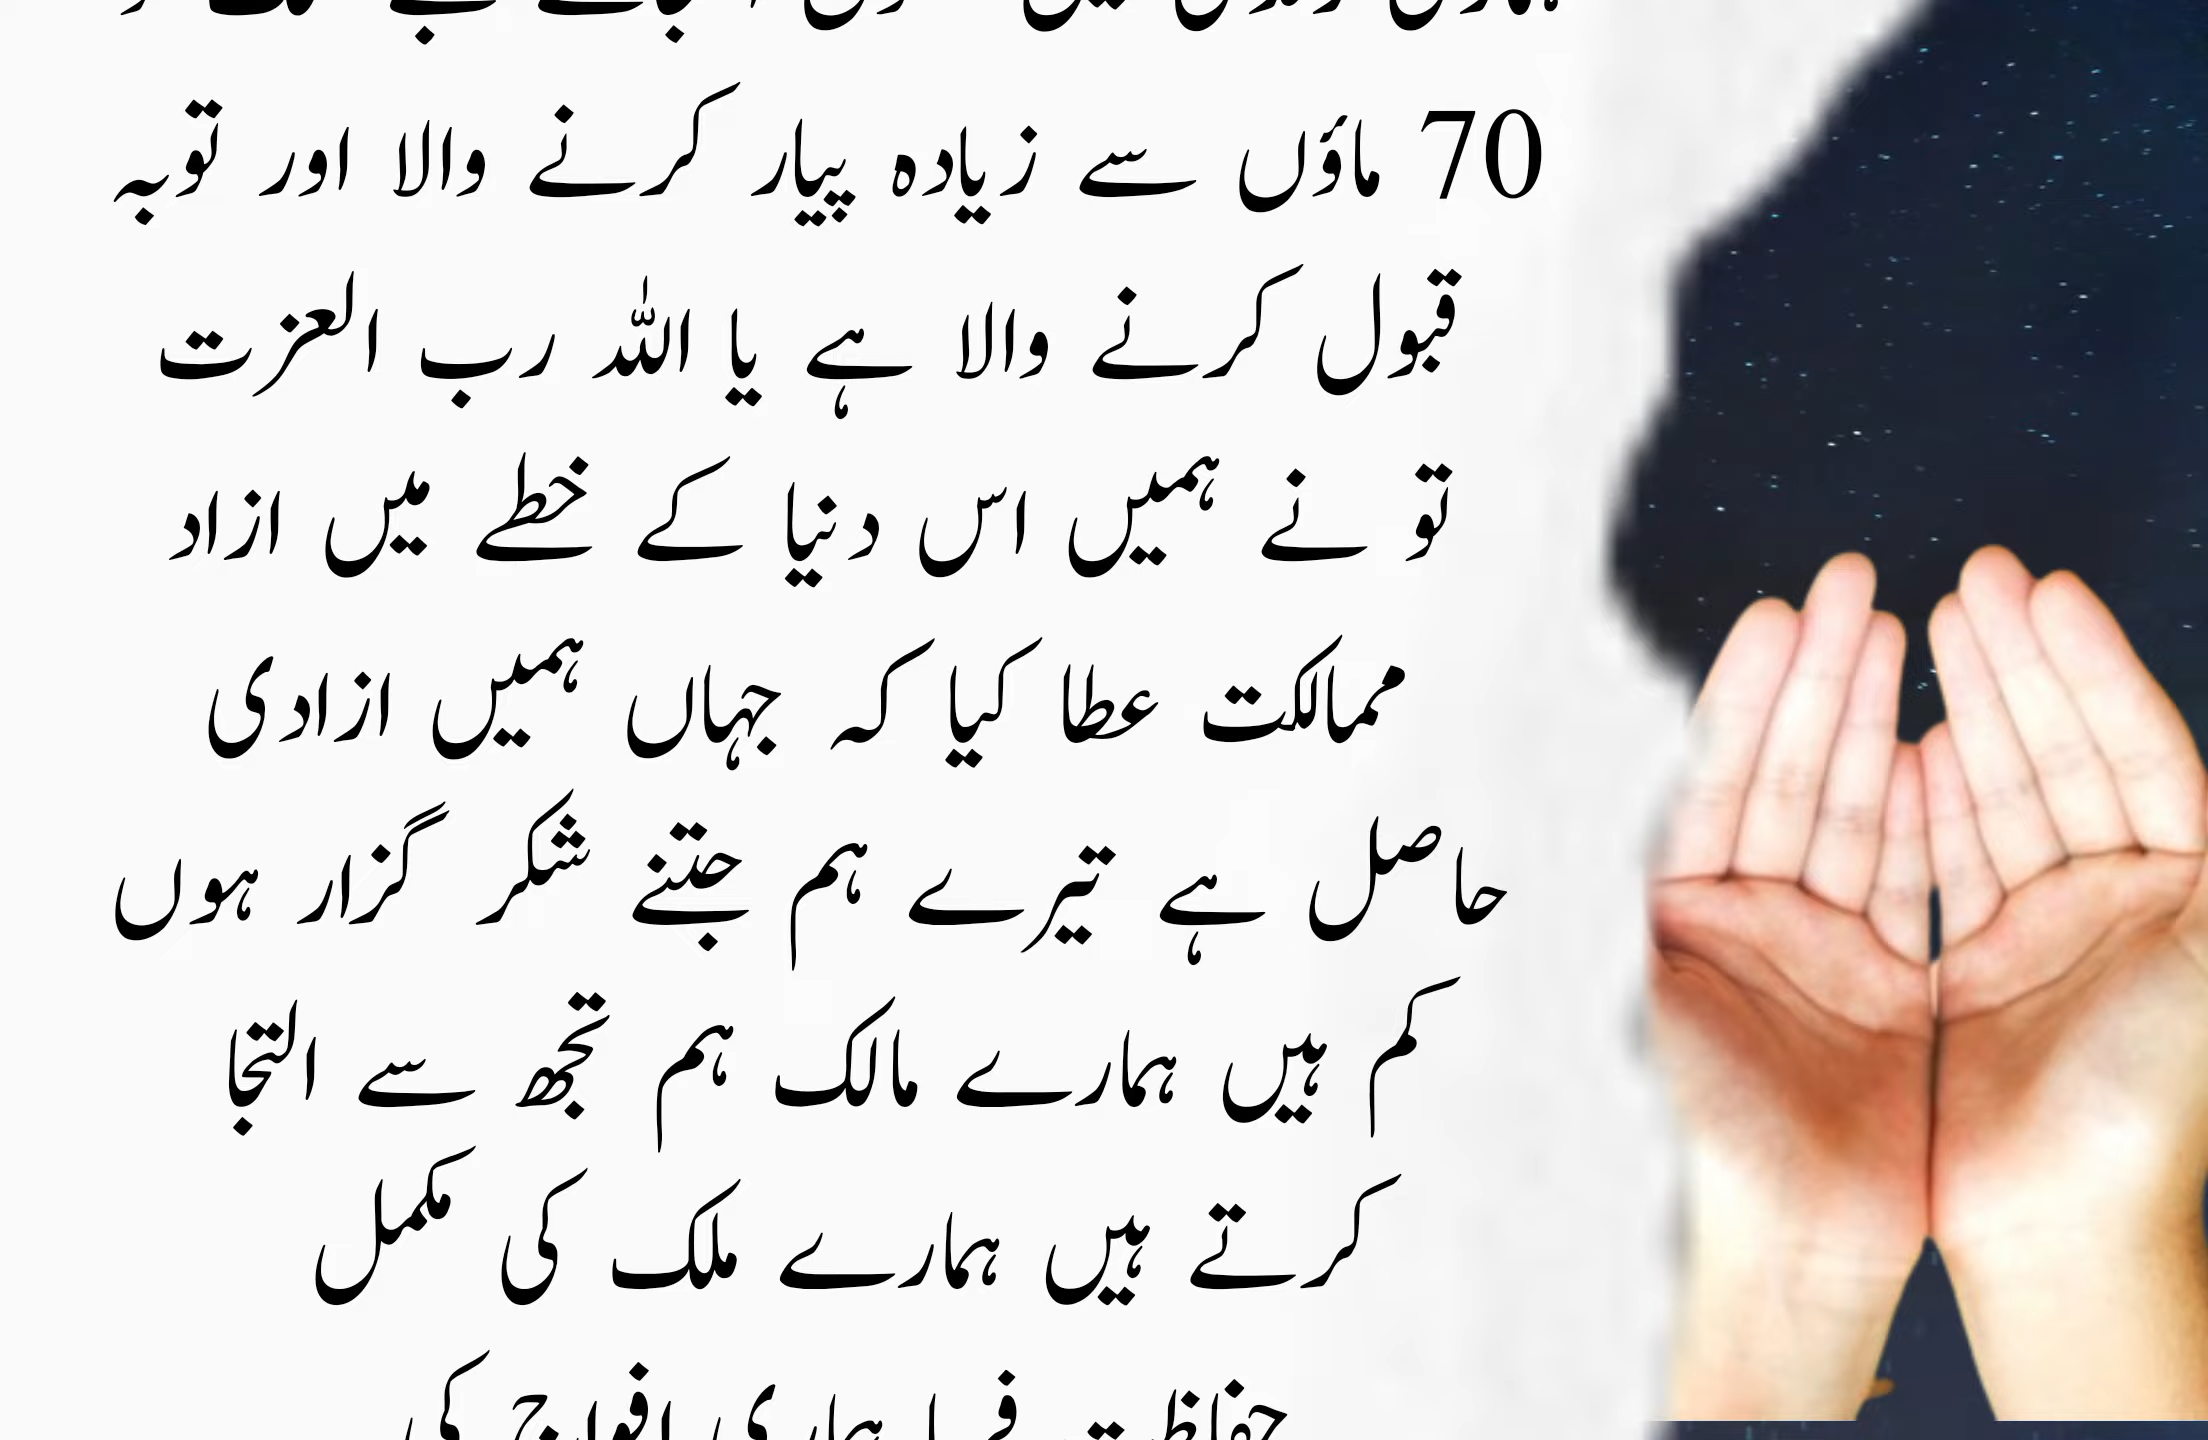 70 ماؤں سے زیادہ پیار کرنے والا اور توبہ
قبول کرنے والا ہے یا اللہ رب العزت
تو نے ہمیں اس دنیا کے خطے میں ازاد
ممالکت عطا کیا کہ جہاں ہمیں ازادی
حاصل ہے تیرے ہم جتنے شکر گزار ہوں
کم ہیں ہمارے مالک ہم تجھ سے التجا
کرتے ہیں ہمارے ملک کی مکمل
حفاظت فرما ہماری افواج کی